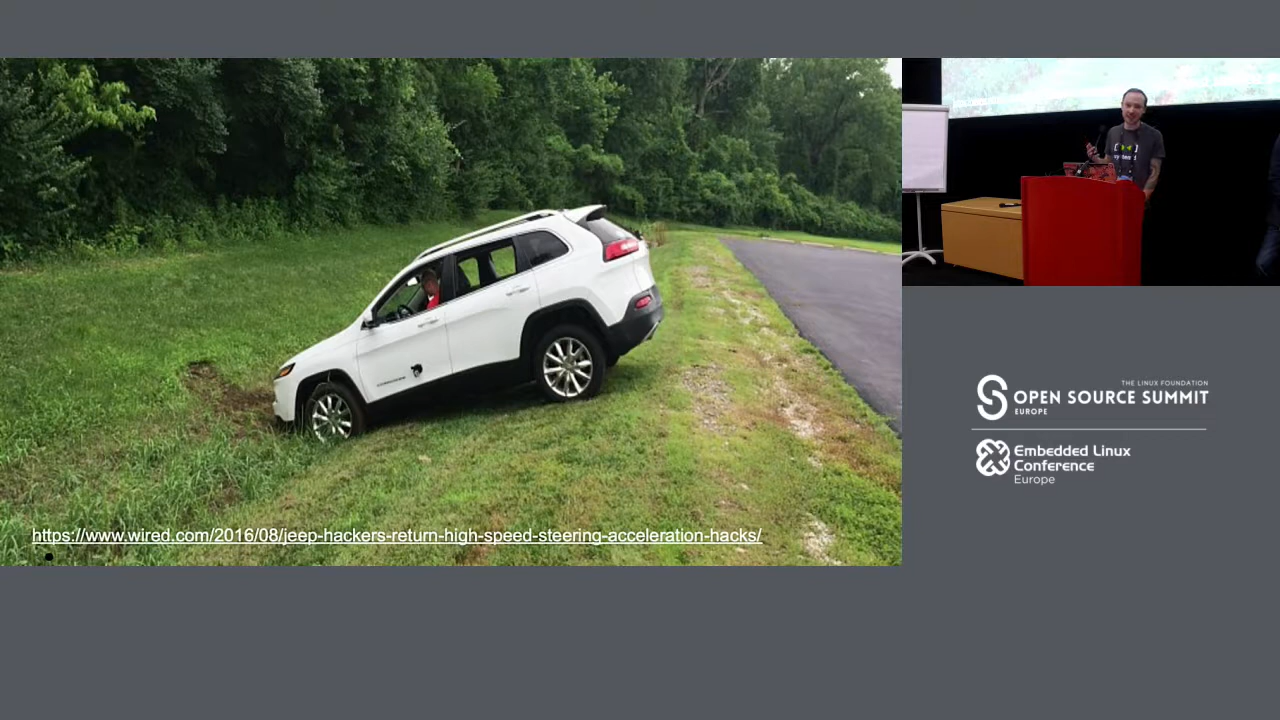 https://www.wired.com/2016/08/jeep-hackers-return-high-speed-steering-acceleration-hacks/
THE LINUX FOUNDATION
OPEN SOURCE SUMMIT
EUROPE
Embedded Linux
Conference
Europe